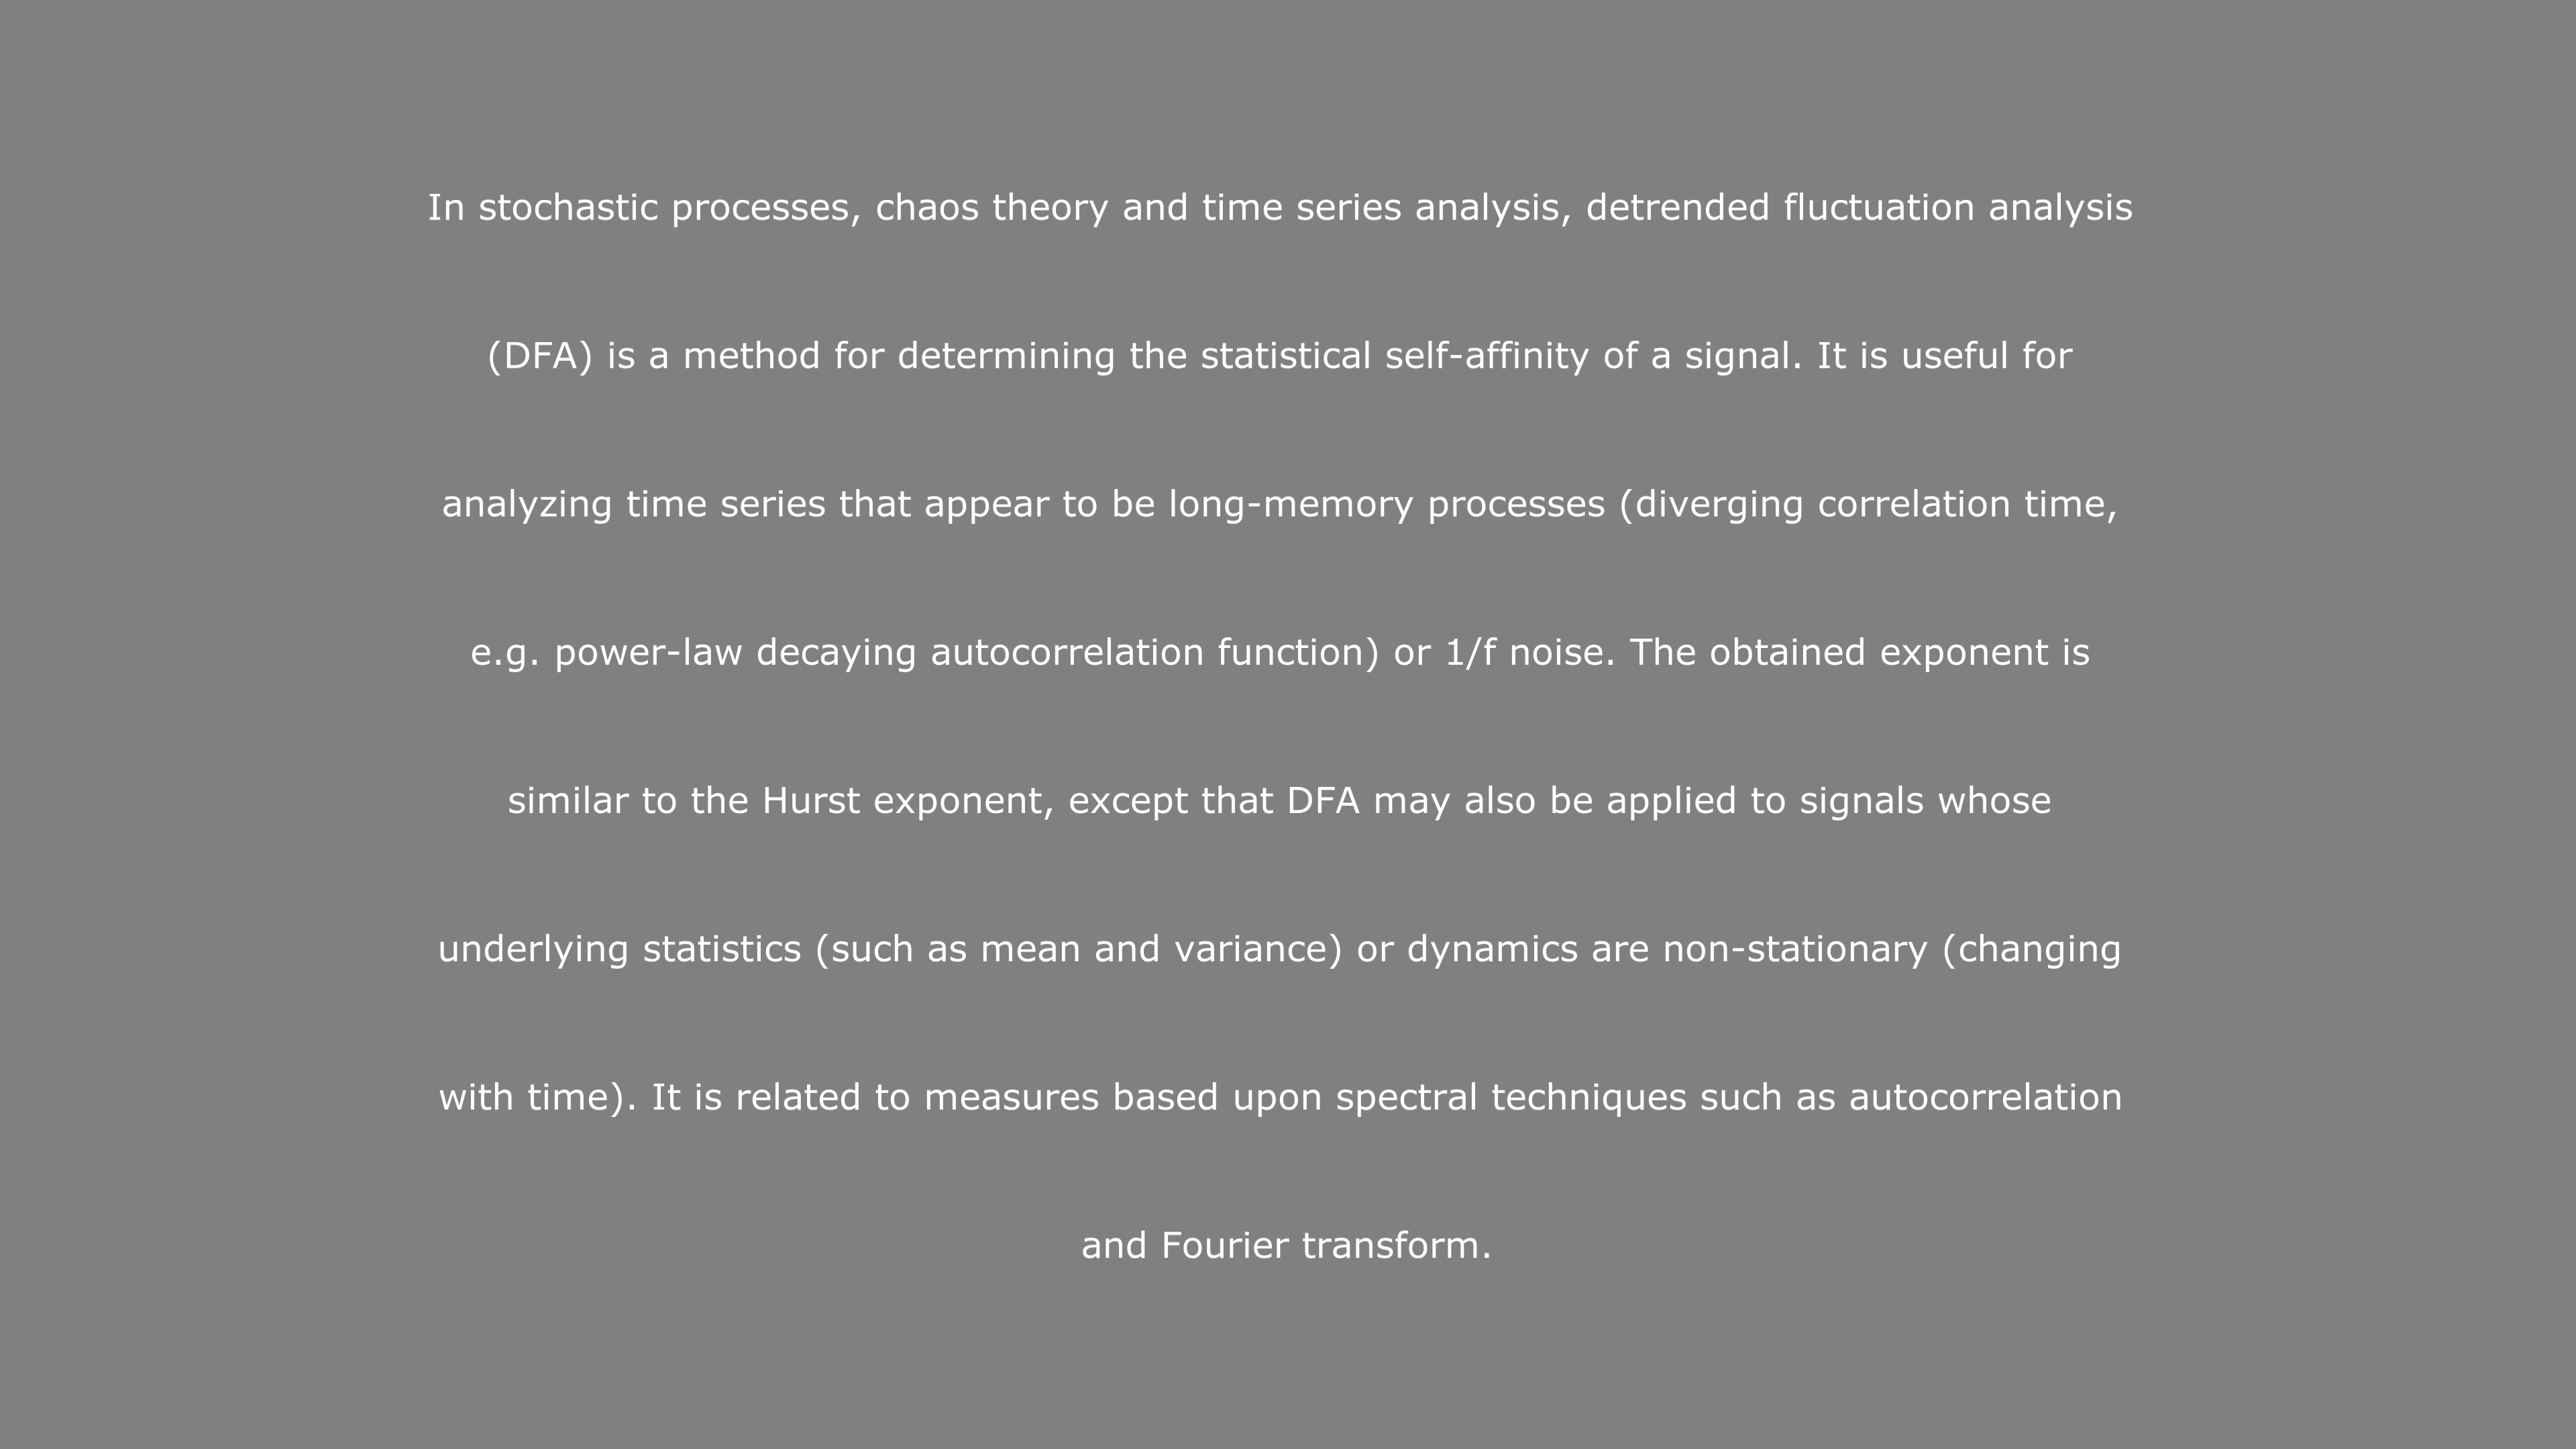 In stochastic processes, chaos theory and time series analysis, detrended fluctuation analysis
(DFA) is a method for determining the statistical self-affinity of a signal. It is useful for
analyzing time series that appear to be long-memory processes (diverging correlation time,
e.g. power-law decaying autocorrelation function) or 1/f noise. The obtained exponent is
similar to the Hurst exponent, except that DFA may also be applied to signals whose
underlying statistics (such as mean and variance) or dynamics are non-stationary (changing
with time). It is related to measures based upon spectral techniques such as autocorrelation
and Fourier transform.